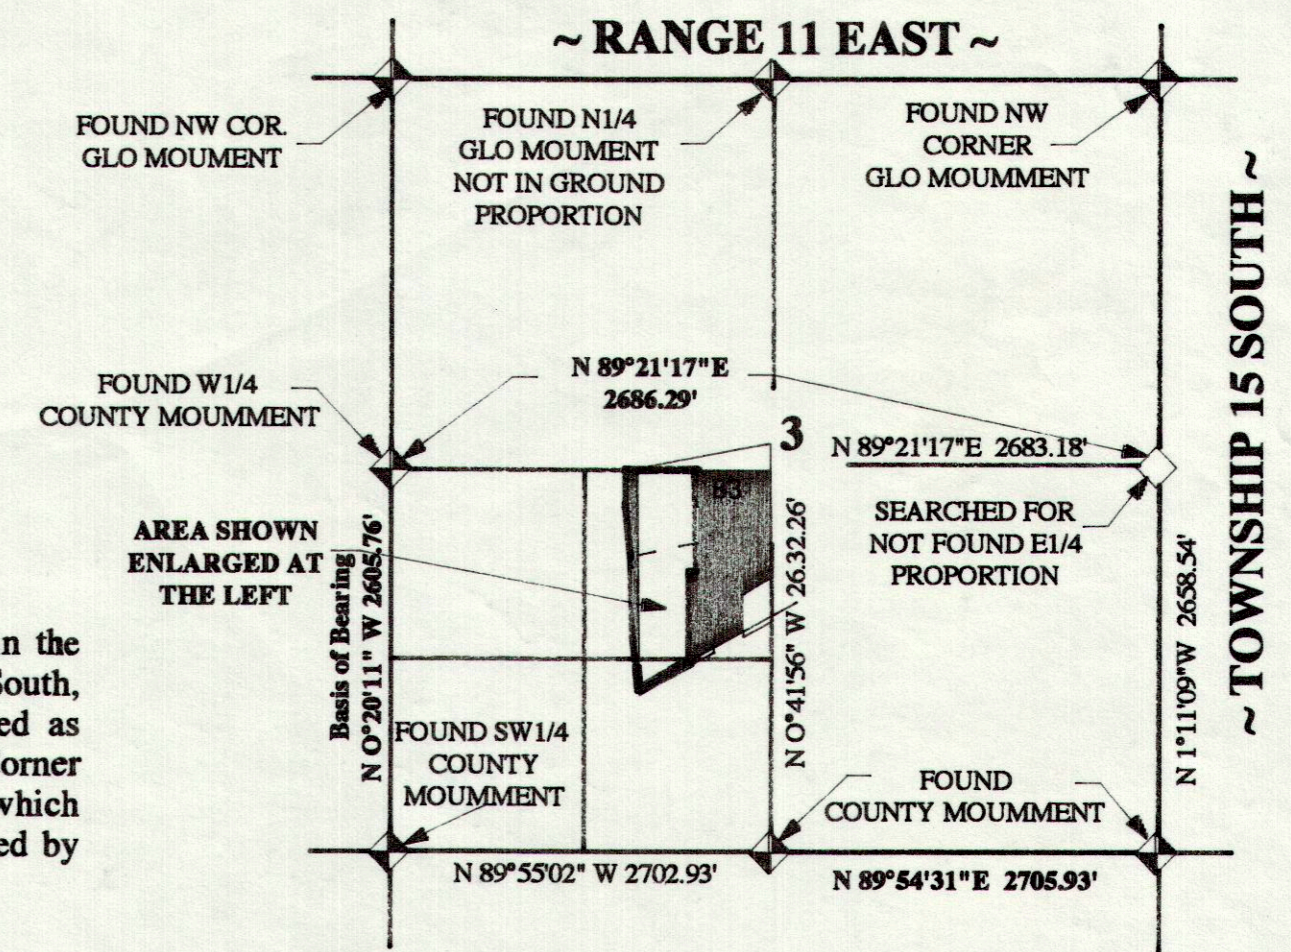 ~ RANGE 11 EAST ~
FOUND NW COR.
GLO MOUMENT
FOUND N1/4
GLO MOUMENT
NOT IN GROUND
PROPORTION
FOUND NW
CORNER
GLO MOUMMENT
~ TOWNSHIP 15 SOUTH ~
FOUND W1/4
COUNTY MOUMMENT
N 89°21'17"E
2686.29'
3
N 89°21'17"E 2683.18'
B3
AREA SHOWN
ENLARGED AT
THE LEFT
Basis of Bearing
N O°20'11" W 2605.76'
N O°41'56" W 26.32.26'
SEARCHED FOR
NOT FOUND E1/4
PROPORTION
N 1°11'09"W 2658.54'
n the
South,
ed as
orner
which
ed by
FOUND SW1/4
COUNTY
MOUMMENT
FOUND
COUNTY MOUMMENT
N 89°55'02" W 2702.93'
N 89°54'31"E 2705.93'